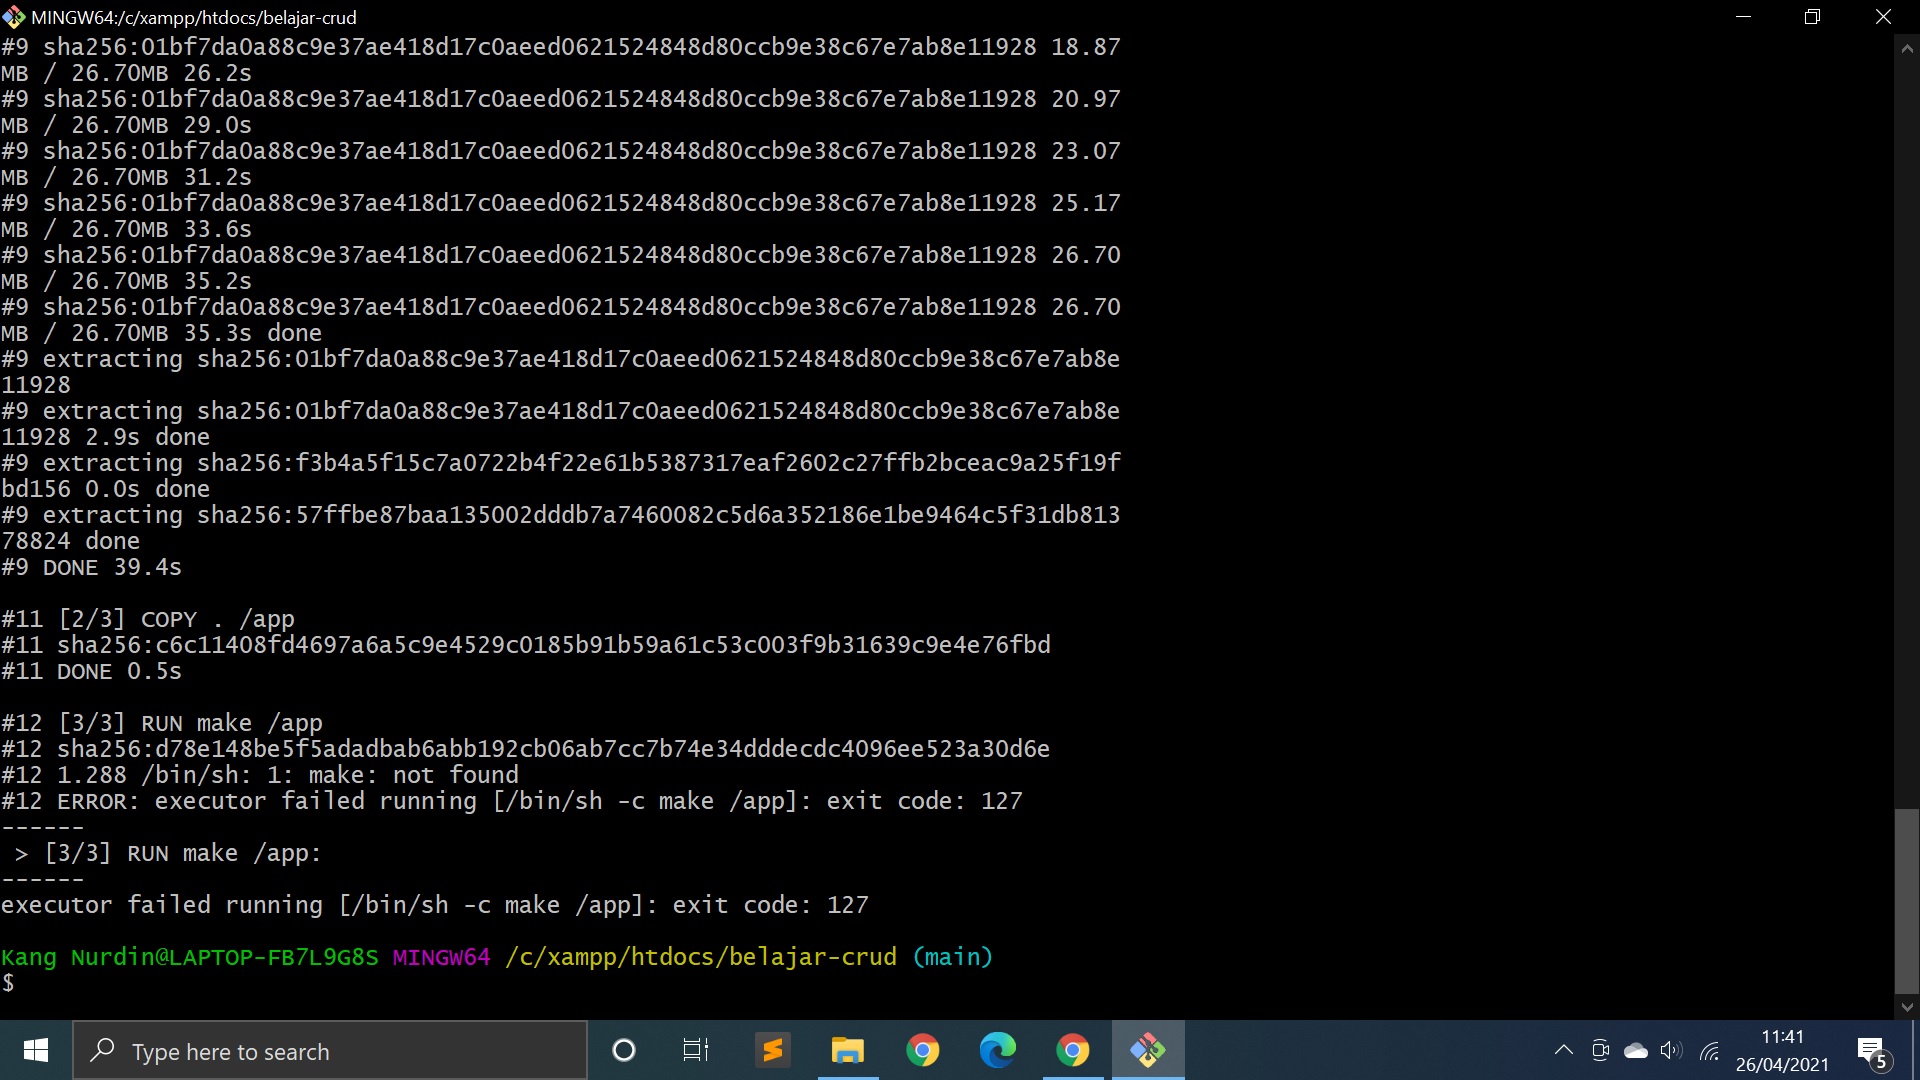 MINGW64:/c/xampp/htdocs/belajar-crud
#9 sha256:01bf7da0a88c9e37ae418d17c0aeed0621524848d80ccb9e38c67e7ab8e11928 18.87
MB / 26.70MB 26.2s
#9 sha256:01bf7da0a88c9e37ae418d17c0aeed0621524848d80ccb9e38c67e7ab8e11928 20.97
MB / 26.70MB 29.0s
#9 sha256:01bf7da0a88c9e37ae418d17c0aeed0621524848d80ccb9e38c67e7ab8e11928 23.07
MB / 26.70MB 31.2s
#9 sha256:01bf7da0a88c9e37ae418d17c0aeed0621524848d80ccb9e38c67e7ab8e11928 25.17
MB / 26.70MB 33.6s
#9 sha256:01bf7da0a88c9e37ae418d17c0aeed0621524848d80ccb9e38c67e7ab8e11928 26.70
MB / 26.70MB 35.2s
#9 sha256:01bf7da0a88c9e37ae418d17c0aeed0621524848d80ccb9e38c67e7ab8e11928 26.70
MB / 26.70MB 35.3s done
#9 extracting sha256:01bf7da0a88c9e37ae418d17c0aeed0621524848d80ccb9e38c67e7ab8e
11928
#9 extracting sha256:01bf7da0a88c9e37ae418d17c0aeed0621524848d80ccb9e38c67e7ab8e
11928 2.9s done
#9 extracting sha256:f3b4a5f15c7a0722b4f22e61b5387317eaf2602c27ffb2bceac9a25f19f
bd156 0.0s done
#9 extracting sha256:57ffbe87baa135002dddb7a7460082c5d6a352186e1be9464c5f31db813
78824 done
#9 DONE 39.4s
#11 [2/3] COPY . /app
#11 sha256:c6c11408fd4697a6a5c9e4529c0185b91b59a61c53c003f9b31639c9e4e76fbd
#11 DONE 0.5s
#12 [3/3] RUN make /app
#12 sha256:d78e148be5f5adadbab6abb192cb06ab7cc7b74e34dddecdc4096ee523a30d6e
#12 1.288 /bin/sh: 1: make: not found
#12 ERROR: executor failed running [/bin/sh -c make /app]: exit code: 127
------
> [3/3] RUN make /app:
------
executor failed running [/bin/sh -c make /app]: exit code: 127
Kang Nurdin@LAPTOP-FB7L9G8S MINGW64 /c/xampp/htdocs/belajar-crud (main)
$
Type here to search
11:41
26/04/2021
5